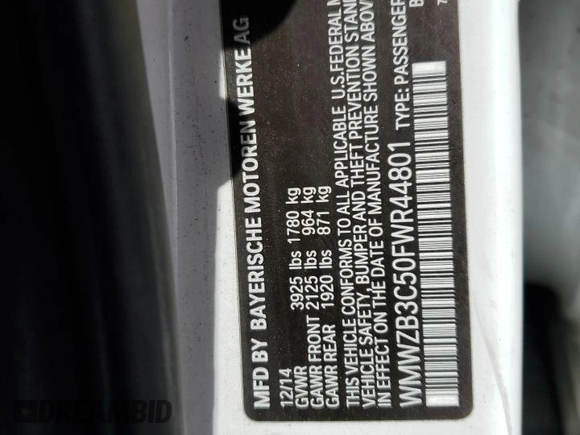 MFD BY BAYERISCHE MOTOREN WERKE AG
12/14
GVWR 3925 lbs 1780 kg
GAWR FRONT 2125 lbs 964 kg
GAWR REAR 1920 lbs 871 kg
THIS VEHICLE CONFORMS TO ALL APPLICABLE U.S. FEDERAL M
VEHICLE SAFETY, BUMPER AND THEFT PREVENTION STAN
IN EFFECT ON THE DATE OF MANUFACTURE SHOWN ABOV
WMWZB3C50FWR44801 TYPE: PASSENGER
DREAMBID